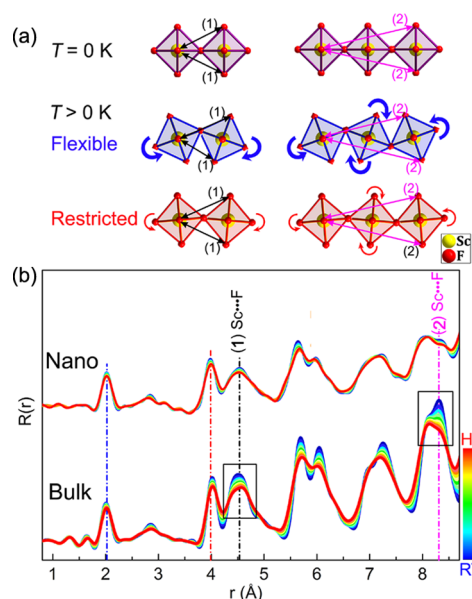 (a)
(1)
(2)
T = 0 K
(1)
(2)
T > 0 K
(1)
(2)
Flexible
(1)
(2)
Restricted
(1)
(2)
(1)
(2)
Sc
F
(b)
(1) Sc···F
(2) Sc···F
Nano
Bulk
R(r)
H
R
1 2 3 4 5 6 7 8
r (Å)